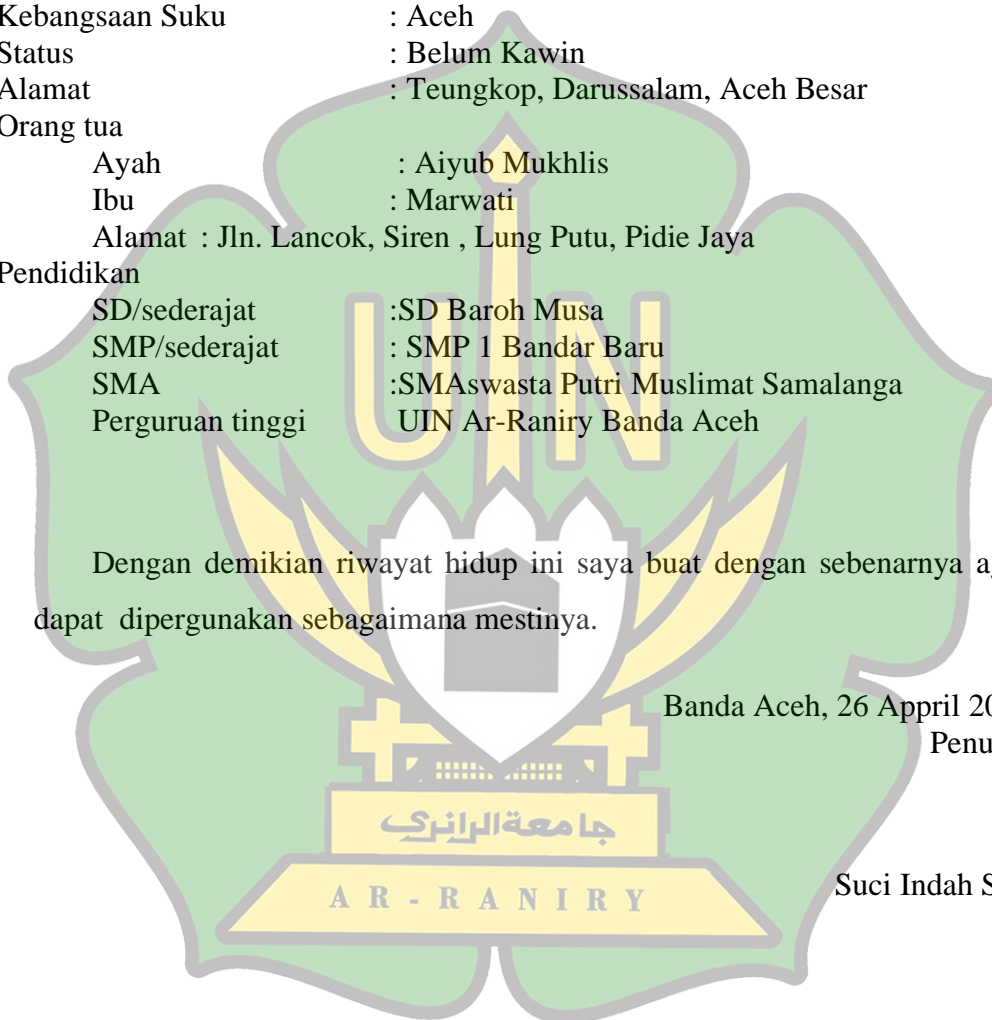 Kebangsaan Suku : Aceh
Status : Belum Kawin
Alamat : Teungkop, Darussalam, Aceh Besar
Orang tua
Ayah : Aiyub Mukhlis
Ibu : Marwati
Alamat : Jln. Lancok, Siren , Lung Putu, Pidie Jaya
Pendidikan
SD/sederajat :SD Baroh Musa
SMP/sederajat : SMP 1 Bandar Baru
SMA :SMAswasta Putri Muslimat Samalanga
Perguruan tinggi UIN Ar-Raniry Banda Aceh
UIN
Dengan demikian riwayat hidup ini saya buat dengan sebenarnya
dapat dipergunakan sebagaimana mestinya.
Banda Aceh, 26 Appril
Suci Indah
جامعة الرانري
AR-RANIRY